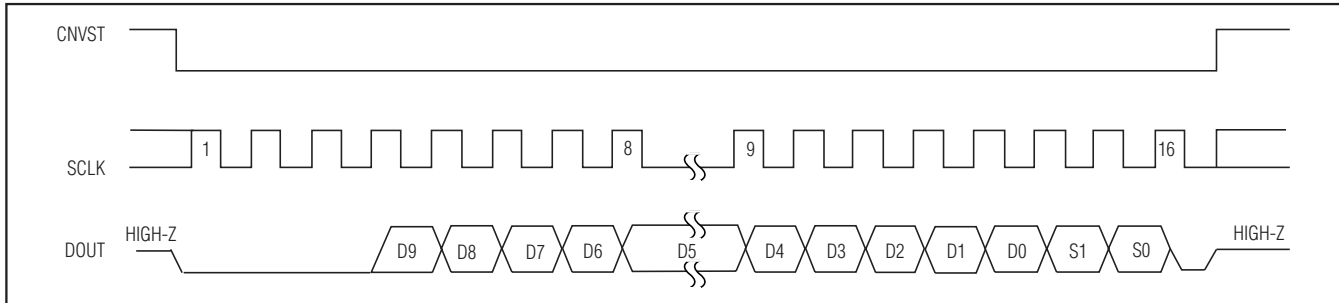 CNVST
1 8 9 16
SCLK
HIGH-Z HIGH-Z
DOUT D9 D8 D7 D6 D5 D4 D3 D2 D1 D0 S1 S0